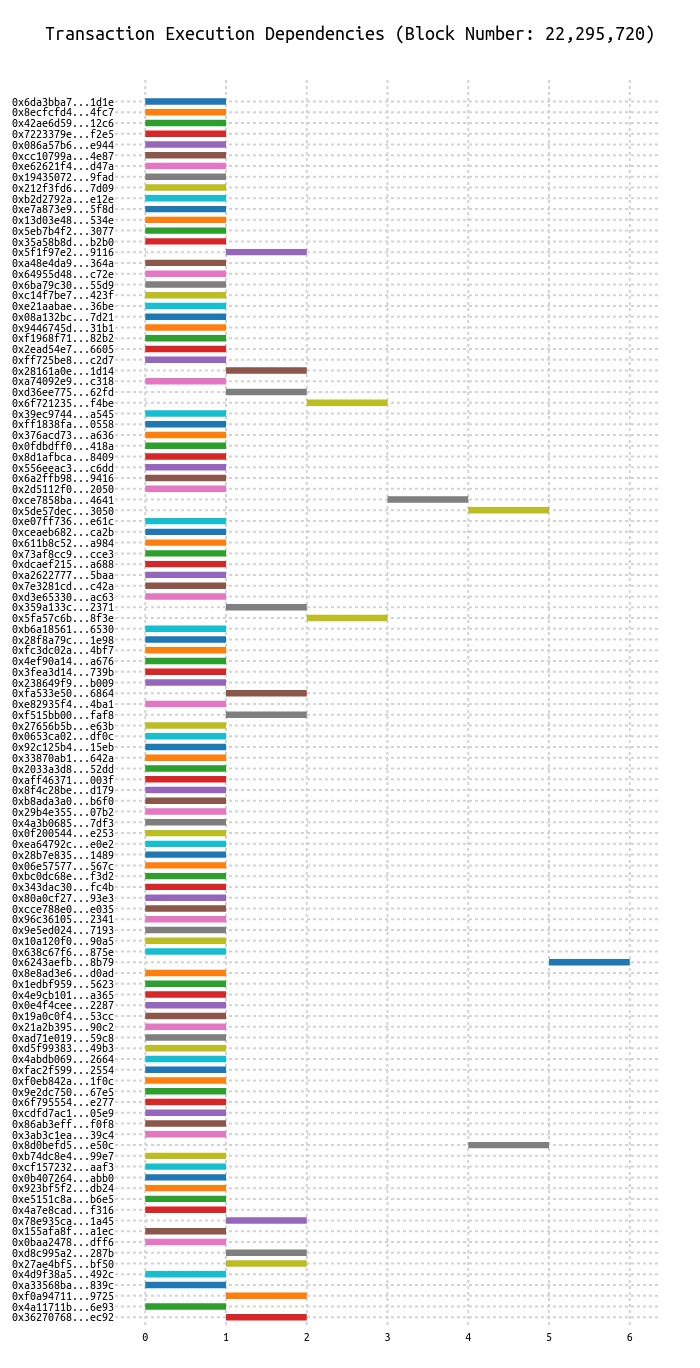 Transaction Execution Dependencies (Block Number: 22,295,720)
0x6da3bba7...1d1e
0x8ecfcfd4...4fc7
0x42ae6d59...12c6
0x7223379e...f2e5
0x086a57b6...e944
0xcc10799a...4e87
0xe62621f4...d47a
0x19435072...9fad
0x212f3fd6...7d09
0xb2d2792a...e12e
0xe7a873e9...5f8d
0x13d03e48...534e
0x5eb7b4f2...3077
0x35a58b8d...b2b0
0x5f1f97e2...9116
0xa48e4da9...364a
0x64955d48...c72e
0x6ba79c30...55d9
0xc14f7be7...423f
0xe21aabae...36be
0x08a132bc...7d21
0x9446745d...31b1
0xf1968f71...82b2
0x2ead54e7...6605
0xff725be8...c2d7
0x28161a0e...1d14
0xa74092e9...c318
0xd36ee775...62fd
0x6f721235...f4be
0x39ec9744...a545
0xff1838fa...0558
0x376acd73...a636
0x0fdbdff0...418a
0x8d1afbca...8409
0x556eeac3...c6dd
0x6a2ffb98...9416
0x2d5112f0...2050
0xce7858ba...4641
0x5de57dec...3050
0xe07ff736...e61c
0xceaeb682...ca2b
0x611b8c52...a984
0x73af8cc9...cce3
0xdcaef215...a688
0xa2622777...5baa
0x7e3281cd...c42a
0xd3e65330...ac63
0x359a133c...2371
0x5fa57c6b...8f3e
0xb6a18561...6530
0x28f8a79c...1e98
0xfc3dc02a...4bf7
0x4ef90a14...a676
0x3fea3d14...739b
0x238649f9...b009
0xfa533e50...6864
0xe82935f4...4ba1
0xf515bb00...faf8
0x27656b5b...e63b
0x0653ca02...df0c
0x92c125b4...15eb
0x33870ab1...642a
0x2033a3d8...52dd
0xaff46371...003f
0x8f4c28be...d179
0xb8ada3a0...b6f0
0x29b4e355...07b2
0x4a3b0685...7df3
0x0f200544...e253
0xea64792c...e0e2
0x28b7e835...1489
0x06e57577...567c
0xbc0dc68e...f3d2
0x343dac30...fc4b
0x80a0cf27...93e3
0xcce788e0...e035
0x96c36105...2341
0x9e5ed024...7193
0x10a120f0...90a5
0x638c67f6...875e
0x6243aefb...8b79
0x8e8ad3e6...d0ad
0x1edbf959...5623
0x4e9cb101...a365
0x0e4f4cee...2287
0x19a0c0f4...53cc
0x21a2b395...90c2
0xad71e019...59c8
0xd5f99383...49b3
0x4abdb069...2664
0xfac2f599...2554
0xf0eb842a...1f0c
0x9e2dc750...67e5
0x6f795554...e277
0xcdfd7ac1...05e9
0x86ab3eff...f0f8
0x3ab3c1ea...39c4
0x8d0befd5...e50c
0xb74dc8e4...99e7
0xcf157232...aaf3
0x0b407264...abb0
0x923bf5f2...db24
0xe5151c8a...b6e5
0x4a7e8cad...f316
0x78e935ca...1a45
0x155afa8f...a1ec
0x0baa2478...dff6
0xd8c995a2...287b
0x27ae4bf5...bf50
0x4d9f38a5...492c
0xa33568ba...839c
0xf0a94711...9725
0x4a11711b...6e93
0x36270768...ec92
0 1 2 3 4 5 6